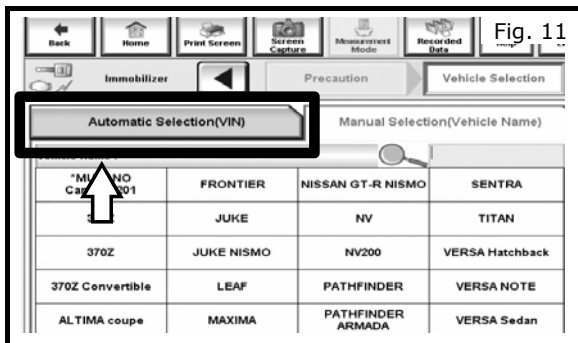 Fig. 11
Back Home Print Screen Screen Capture Measurement Mode Recorded Data
Immobilizer Precaution Vehicle Selection
Automatic Selection(VIN) Manual Selection(Vehicle Name)
FRONTIER NISSAN GT-R NISMO SENTRA
JUKE NV TITAN
370Z JUKE NISMO NV200 VERSA Hatchback
370Z Convertible LEAF PATHFINDER VERSA NOTE
ALTIMA coupe MAXIMA PATHFINDER ARMADA VERSA Sedan